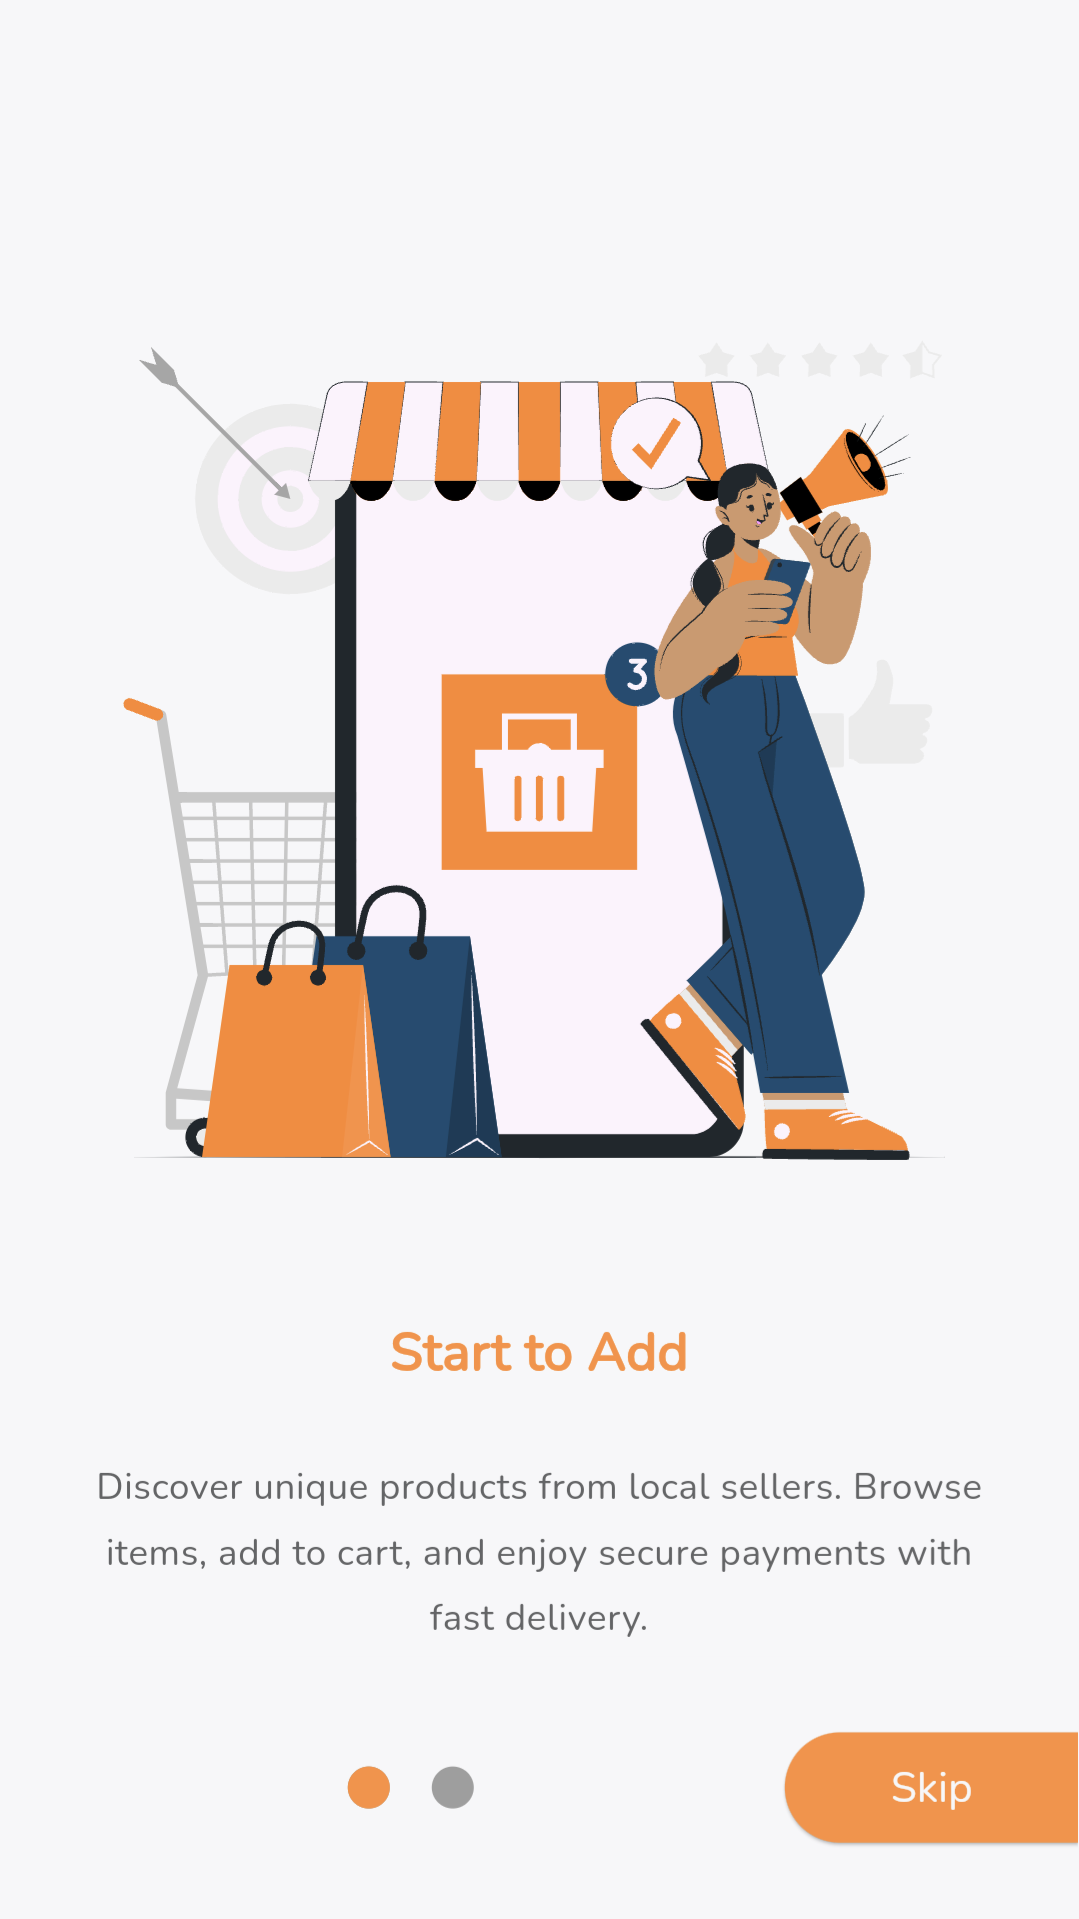 3
Start to Add
Discover unique products from local sellers. Browse
items, add to cart, and enjoy secure payments with
fast delivery.
Skip